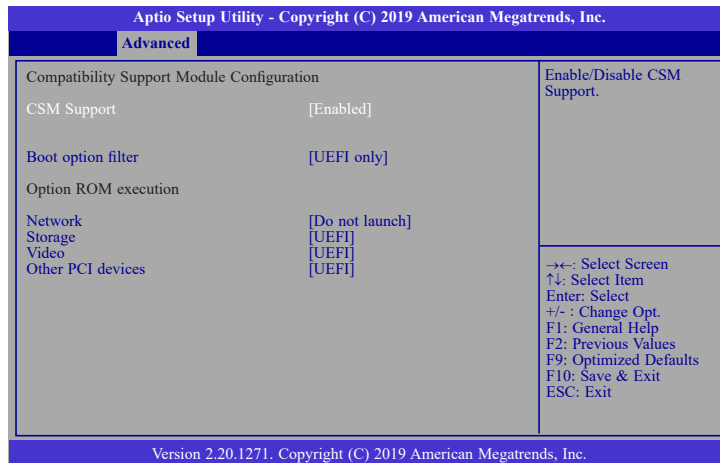 Aptio Setup Utility - Copyright (C) 2019 American Megatrends, Inc.
Advanced
Compatibility Support Module Configuration
CSM Support [Enabled]
Boot option filter [UEFI only]
Option ROM execution
Network [Do not launch]
Storage [UEFI]
Video [UEFI]
Other PCI devices [UEFI]
Enable/Disable CSM
Support.
→←: Select Screen
↑↓: Select Item
Enter: Select
+/- : Change Opt.
F1: General Help
F2: Previous Values
F9: Optimized Defaults
F10: Save & Exit
ESC: Exit
Version 2.20.1271. Copyright (C) 2019 American Megatrends, Inc.